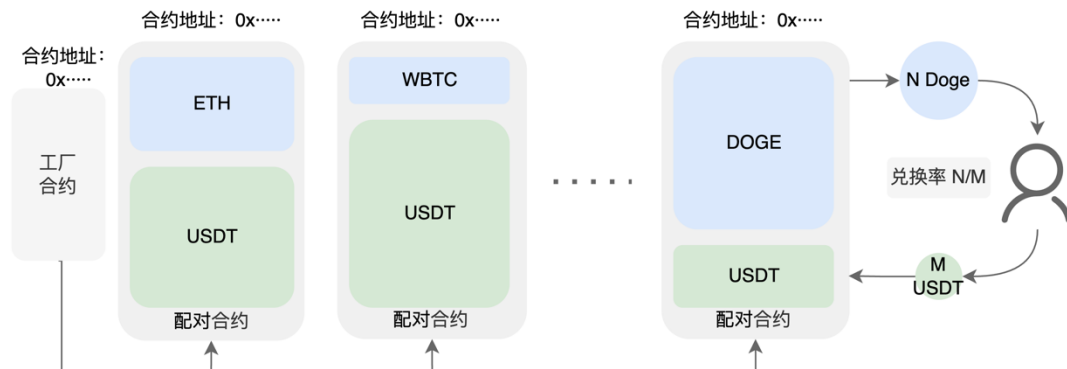 合约地址：
0x·····
工厂
合约
合约地址：0x·····
ETH
USDT
配对合约
合约地址：0x·····
WBTC
USDT
配对合约
合约地址：0x·····
DOGE
USDT
配对合约
N Doge
兑换率 N/M
M
USDT